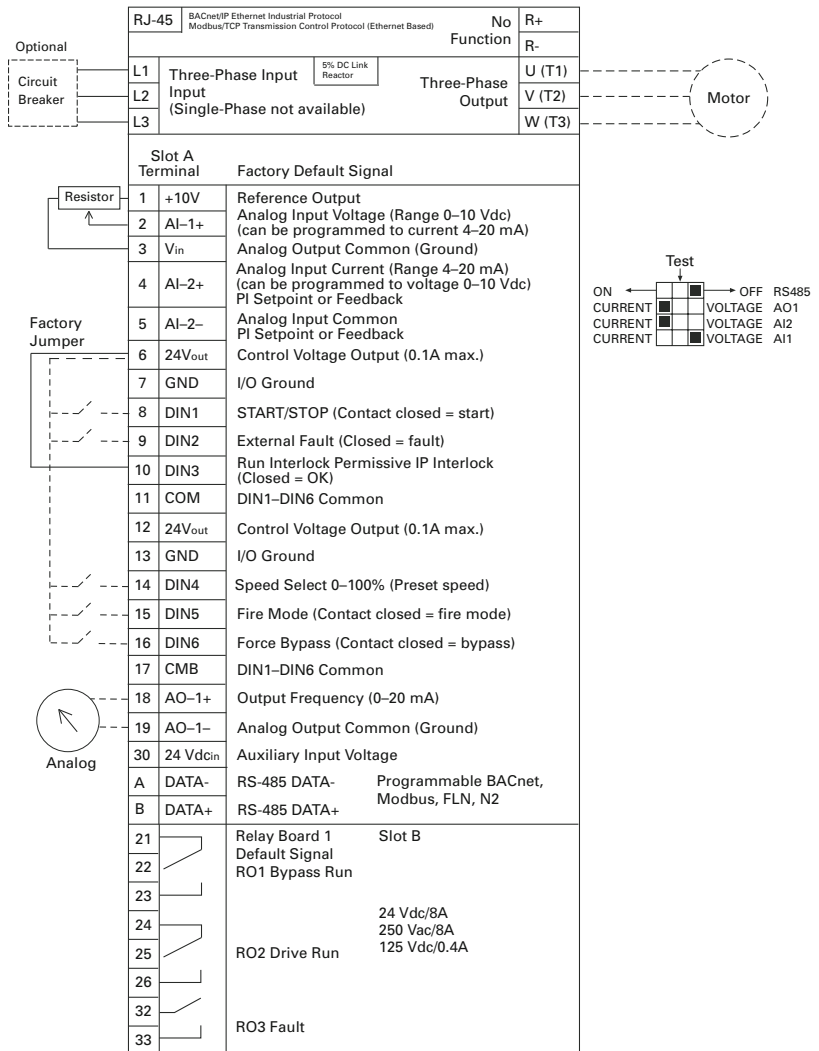 RJ-45 BACnet/IP Ethernet Industrial Protocol
Modbus/TCP Transmission Control Protocol (Ethernet Based)
No
Function
R+
R-
Optional
Circuit
Breaker
L1
L2
L3
Three-Phase Input
Input
(Single-Phase not available)
5% DC Link
Reactor
Three-Phase
Output
U (T1)
V (T2)
W (T3)
Motor
Slot A
Terminal Factory Default Signal
Resistor
1 +10V Reference Output
2 AI–1+ Analog Input Voltage (Range 0–10 Vdc)
(can be programmed to current 4–20 mA)
3 Vin Analog Output Common (Ground)
4 AI–2+ Analog Input Current (Range 4–20 mA)
(can be programmed to voltage 0–10 Vdc)
PI Setpoint or Feedback
5 AI–2– Analog Input Common
PI Setpoint or Feedback
Factory
Jumper
6 24Vout Control Voltage Output (0.1A max.)
7 GND I/O Ground
8 DIN1 START/STOP (Contact closed = start)
9 DIN2 External Fault (Closed = fault)
10 DIN3 Run Interlock Permissive IP Interlock
(Closed = OK)
11 COM DIN1–DIN6 Common
12 24Vout Control Voltage Output (0.1A max.)
13 GND I/O Ground
14 DIN4 Speed Select 0–100% (Preset speed)
15 DIN5 Fire Mode (Contact closed = fire mode)
16 DIN6 Force Bypass (Contact closed = bypass)
17 CMB DIN1–DIN6 Common
18 AO–1+ Output Frequency (0–20 mA)
19 AO–1– Analog Output Common (Ground)
Analog
30 24 Vdcin Auxiliary Input Voltage
A DATA- RS-485 DATA-
B DATA+ RS-485 DATA+
Programmable BACnet,
Modbus, FLN, N2
21
22
23
Relay Board 1 Slot B
Default Signal
RO1 Bypass Run
24
25
26
RO2 Drive Run
24 Vdc/8A
250 Vac/8A
125 Vdc/0.4A
32
33
RO3 Fault
Test
ON OFF RS485
CURRENT VOLTAGE AO1
CURRENT VOLTAGE AI2
CURRENT VOLTAGE AI1